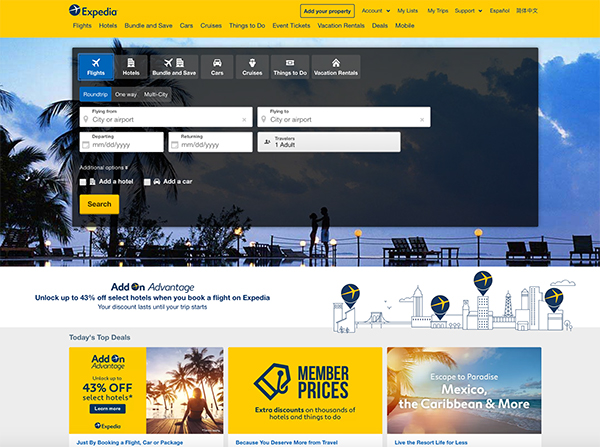 Expedia
Add your property
Account
My Lists
My Trips
Support
Español
简体中文
Flights
Hotels
Bundle and Save
Cars
Cruises
Things to Do
Event Tickets
Vacation Rentals
Deals
Mobile
Flights
Hotels
Bundle and Save
Cars
Cruises
Things to Do
Vacation Rentals
Roundtrip
One way
Multi-City
Flying from
City or airport
Flying to
City or airport
Departing
mm/dd/yyyy
Returning
mm/dd/yyyy
Travelers
1 Adult
Additional options
Add a hotel
Add a car
Search
Add On Advantage
Unlock up to 43% off select hotels when you book a flight on Expedia
Your discount lasts until your trip starts
Today's Top Deals
Add On
Advantage
Unlock up to
43% OFF
select hotels*
Learn more
Expedia
MEMBER
PRICES
Extra discounts on thousands
of hotels and things to do
Escape to Paradise
Mexico,
the Caribbean & More
Just By Booking a Flight, Car or Package
Because You Deserve More from Travel
Live the Resort Life for Less